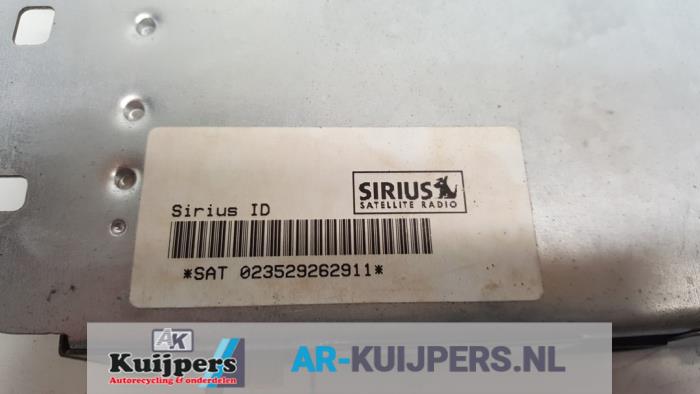 SIRIUS
SATELLITE RADIO
Sirius ID
*SAT 023529262911*
AK
Kuijpers
Autorecycling & onderdelen
AR-KUIJPERS.NL